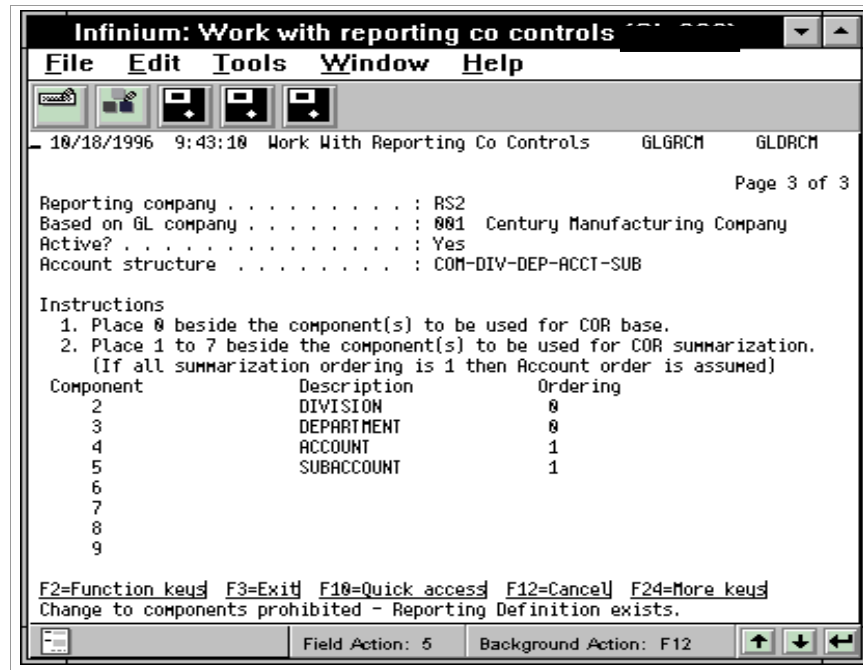 Infinium: Work with reporting co controls
File Edit Tools Window Help
10/18/1996 9:43:10 Work With Reporting Co Controls GLGRCM GLDRCM
Page 3 of 3
Reporting company . . . . . . . . . . : RS2
Based on GL company . . . . . . . . . : 001 Century Manufacturing Company
Active? . . . . . . . . . . . . . . . : Yes
Account structure . . . . . . . . : COM-DIV-DEP-ACCT-SUB
Instructions
1. Place 0 beside the component(s) to be used for COR base.
2. Place 1 to 7 beside the component(s) to be used for COR summarization.
(If all summarization ordering is 1 then Account order is assumed)
Component Description Ordering
2 DIVISION 0
3 DEPARTMENT 0
4 ACCOUNT 1
5 SUBACCOUNT 1
6
7
8
9
F2=Function keys F3=Exit F10=Quick access F12=Cancel F24=More keys
Change to components prohibited - Reporting Definition exists.
Field Action: 5 Background Action: F12